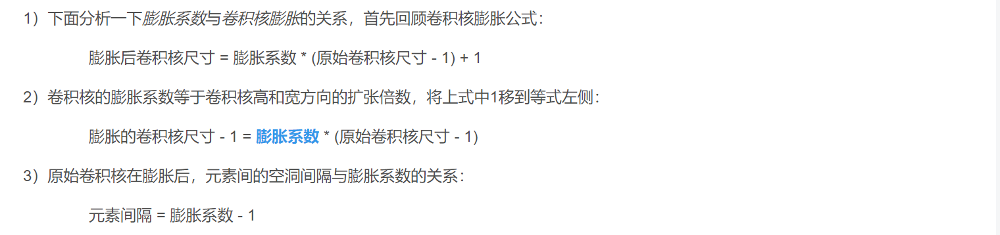 1）下面分析一下膨胀系数与卷积核膨胀的关系，首先回顾卷积核膨胀公式：
膨胀后卷积核尺寸 = 膨胀系数 * (原始卷积核尺寸 - 1) + 1
2）卷积核的膨胀系数等于卷积核高和宽方向的扩张倍数，将上式中1移到等式左侧：
膨胀的卷积核尺寸 - 1 = 膨胀系数 * (原始卷积核尺寸 - 1)
3）原始卷积核在膨胀后，元素间的空洞间隔与膨胀系数的关系：
元素间隔 = 膨胀系数 - 1